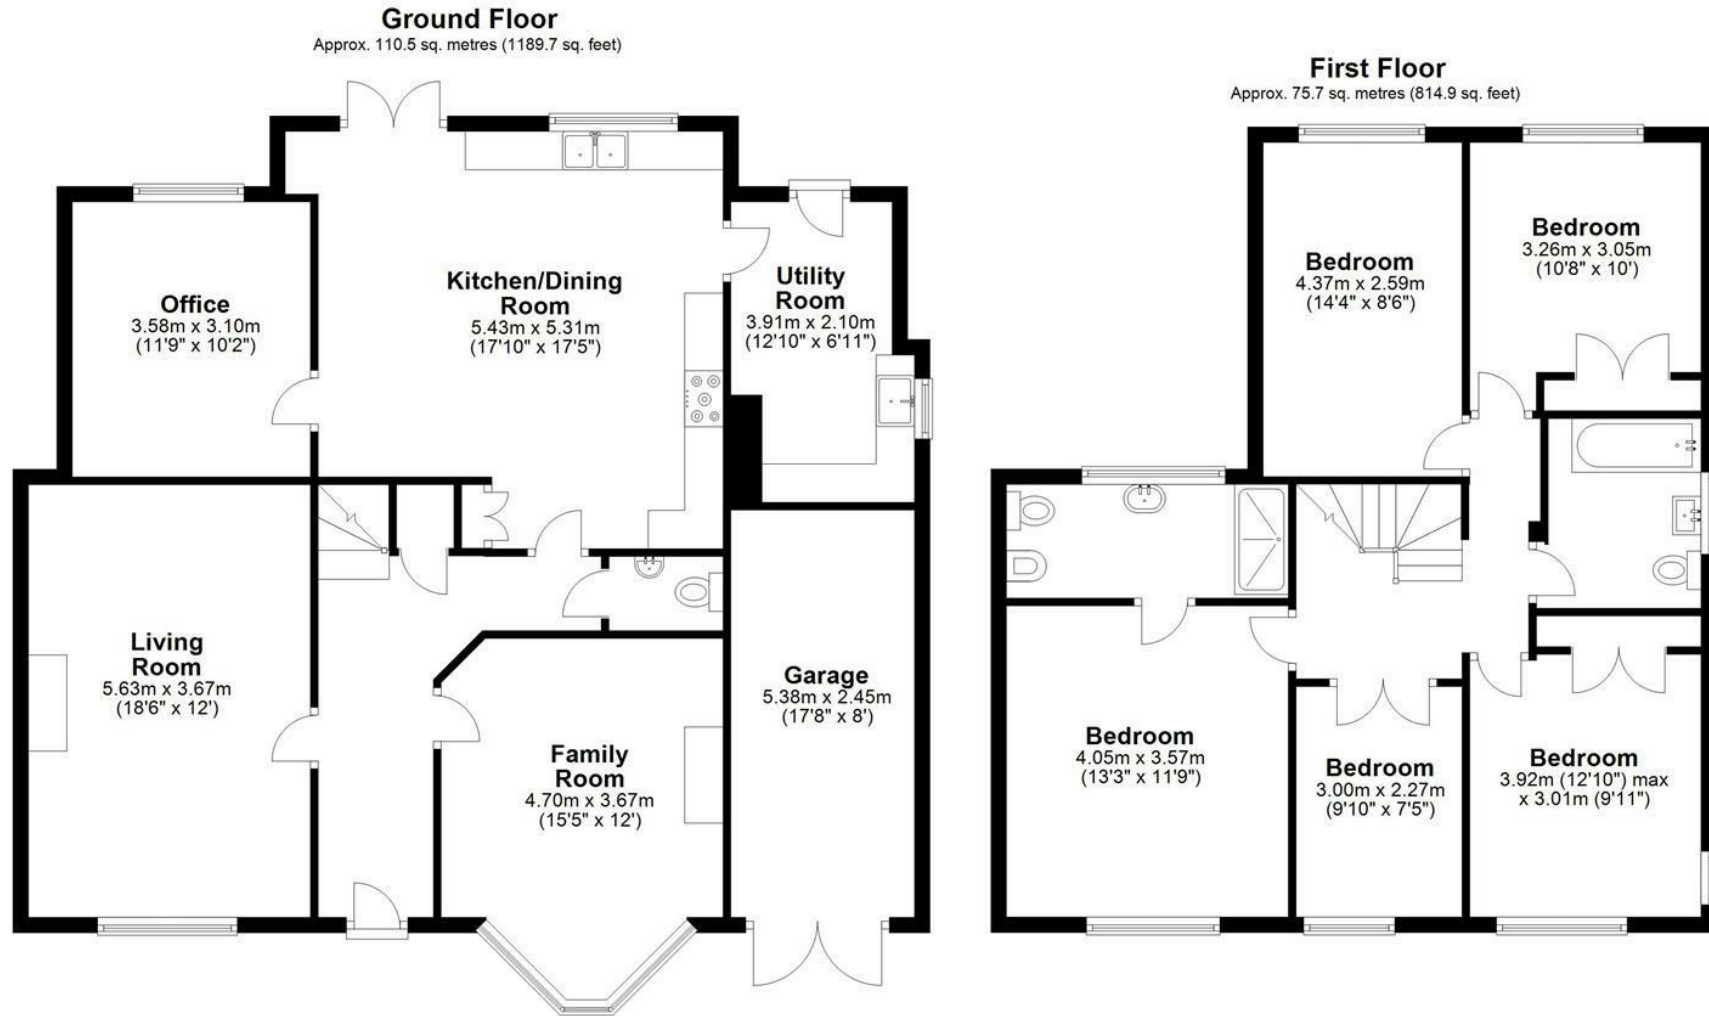 Ground Floor
Approx. 110.5 sq. metres (1189.7 sq. feet)
Office
3.58m x 3.10m
(11'9" x 10'2")
Kitchen/Dining
Room
5.43m x 5.31m
(17'10" x 17'5")
Utility
Room
3.91m x 2.10m
(12'10" x 6'11")
Living
Room
5.63m x 3.67m
(18'6" x 12')
Family
Room
4.70m x 3.67m
(15'5" x 12')
Garage
5.38m x 2.45m
(17'8" x 8')
First Floor
Approx. 75.7 sq. metres (814.9 sq. feet)
Bedroom
4.37m x 2.59m
(14'4" x 8'6")
Bedroom
3.26m x 3.05m
(10'8" x 10')
Bedroom
4.05m x 3.57m
(13'3" x 11'9")
Bedroom
3.00m x 2.27m
(9'10" x 7'5")
Bedroom
3.92m (12'10") max
x 3.01m (9'11")